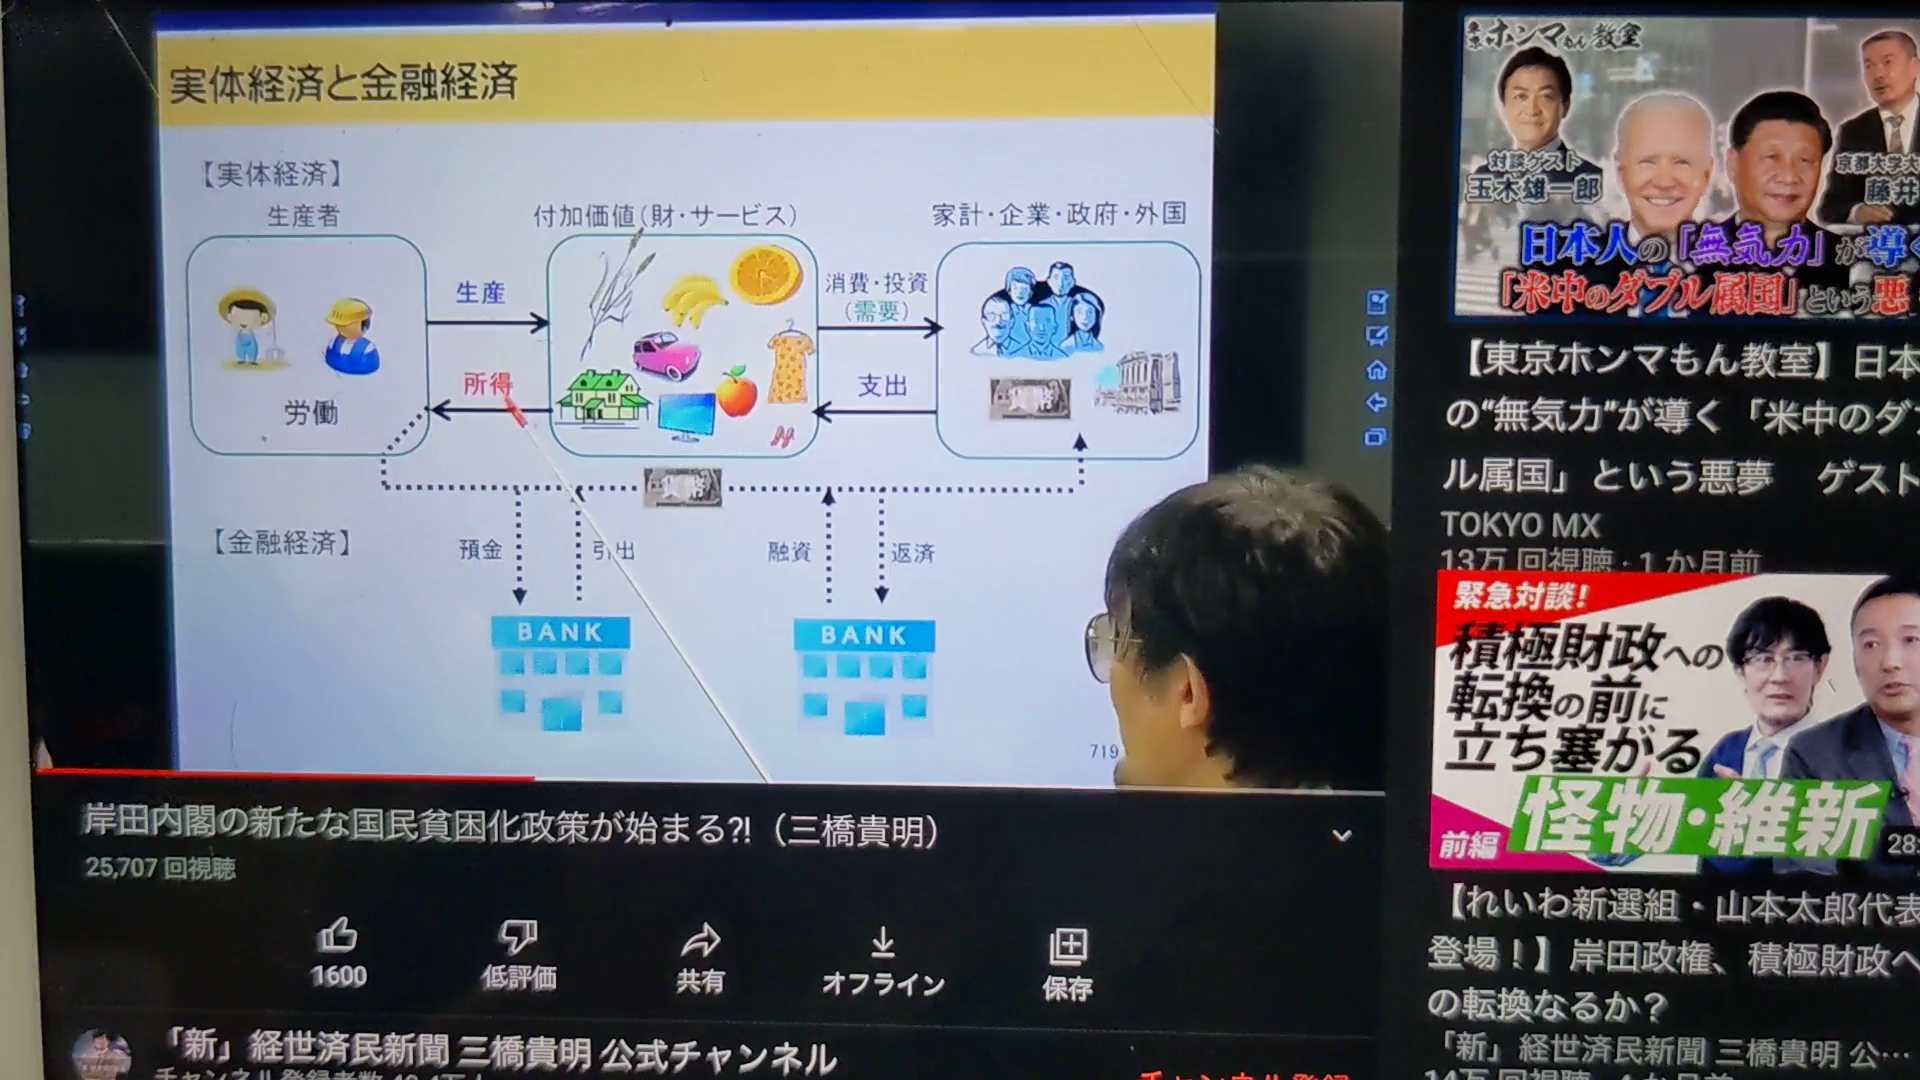 実体経済と金融経済
【実体経済】
生産者
付加価値(財・サービス)
家計・企業・政府・外国
生産
消費・投資
(需要)
所得
支出
労働
貨幣
貨幣
【金融経済】
預金
引出
融資
返済
BANK
BANK
719
岸田内閣の新たな国民貧困化政策が始まる?!（三橋貴明）
25,707 回視聴
1600
低評価
共有
オフライン
保存
「新」経世済民新聞 三橋貴明 公式チャンネル
チャンネル登録
東京ホンマもん教室
対談ゲスト
玉木雄一郎
京都大学大
藤井
日本人の「無気力」が導く
「米中のダブル属国」という悪
【東京ホンマもん教室】日本
の“無気力”が導く「米中のダブ
ル属国」という悪夢 ゲスト
TOKYO MX
13万 回視聴・1 か月前
緊急対談!
積極財政への
転換の前に
立ち塞がる
怪物・維新
前編
28:
【れいわ新選組・山本太郎代表
登場！】岸田政権、積極財政へ
の転換なるか？
「新」経世済民新聞 三橋貴明 公…